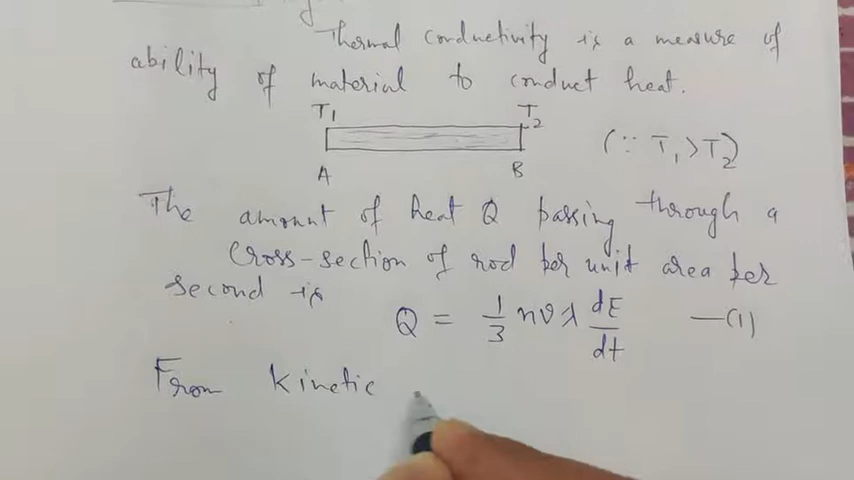 Thermal conductivity is a measure of
ability of material to conduct heat.
T₁ T₂
(∵ T₁>T₂)
A B
The amount of heat Q passing through a
cross-section of rod per unit area per
second is
Q = 1/3 nvλ dE/dt —(1)
From kinetic